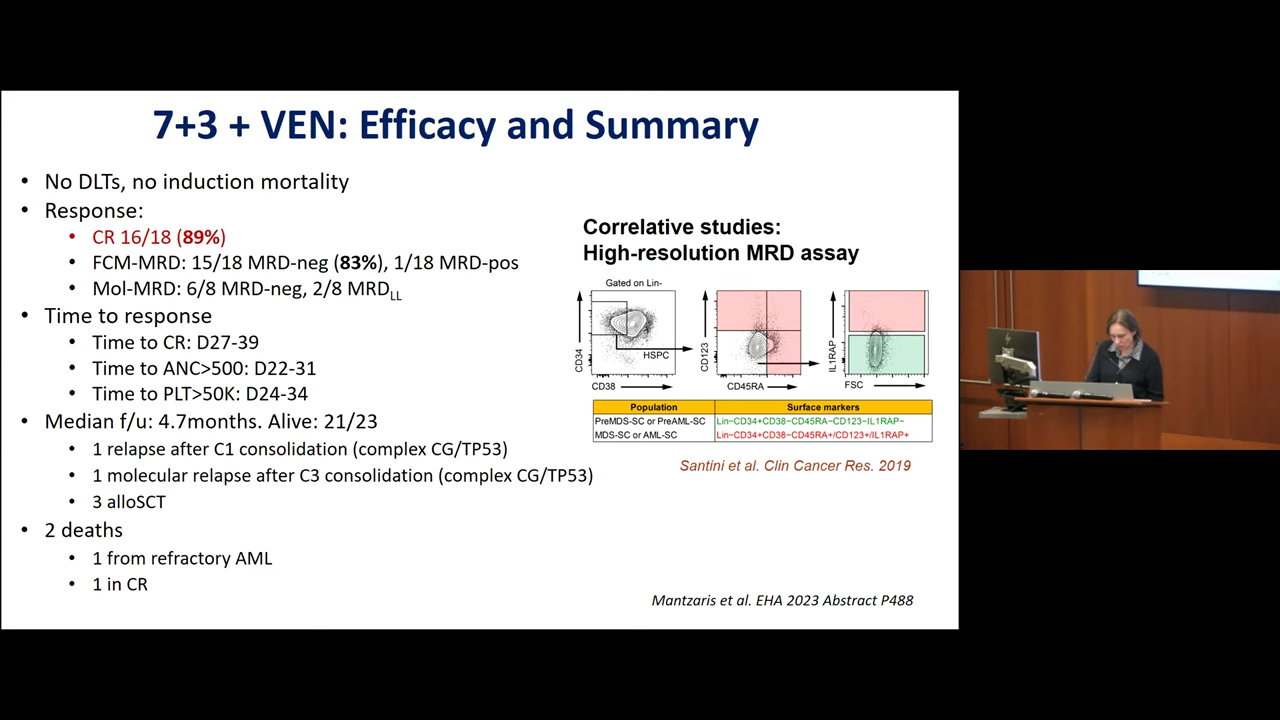 7+3 + VEN: Efficacy and Summary
• No DLTs, no induction mortality
• Response:
• CR 16/18 (89%)
• FCM-MRD: 15/18 MRD-neg (83%), 1/18 MRD-pos
• Mol-MRD: 6/8 MRD-neg, 2/8 MRDLL
• Time to response
• Time to CR: D27-39
• Time to ANC>500: D22-31
• Time to PLT>50K: D24-34
• Median f/u: 4.7months. Alive: 21/23
• 1 relapse after C1 consolidation (complex CG/TP53)
• 1 molecular relapse after C3 consolidation (complex CG/TP53)
• 3 alloSCT
• 2 deaths
• 1 from refractory AML
• 1 in CR
Correlative studies:
High-resolution MRD assay
Gated on Lin-
CD34
HSPC
CD38
CD123
CD45RA
IL1RAP
FSC
Population Surface markers
PreMDS-SC or PreAML-SC Lin−CD34+CD38−CD45RA−CD123−IL1RAP−
MDS-SC or AML-SC Lin−CD34+CD38−CD45RA+/CD123+/IL1RAP+
Santini et al. Clin Cancer Res. 2019
Mantzaris et al. EHA 2023 Abstract P488